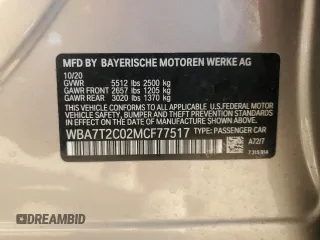 MFD BY BAYERISCHE MOTOREN WERKE AG
10/20
GVWR 5512 lbs 2500 kg
GAWR FRONT 2657 lbs 1205 kg
GAWR REAR 3020 lbs 1370 kg
THIS VEHICLE CONFORMS TO ALL APPLICABLE U.S. FEDERAL MOTOR
VEHICLE SAFETY, BUMPER AND THEFT PREVENTION STANDARDS
IN EFFECT ON THE DATE OF MANUFACTURE SHOWN ABOVE.
WBA7T2C02MCF77517 TYPE: PASSENGER CAR
A72/7
DREAMBID